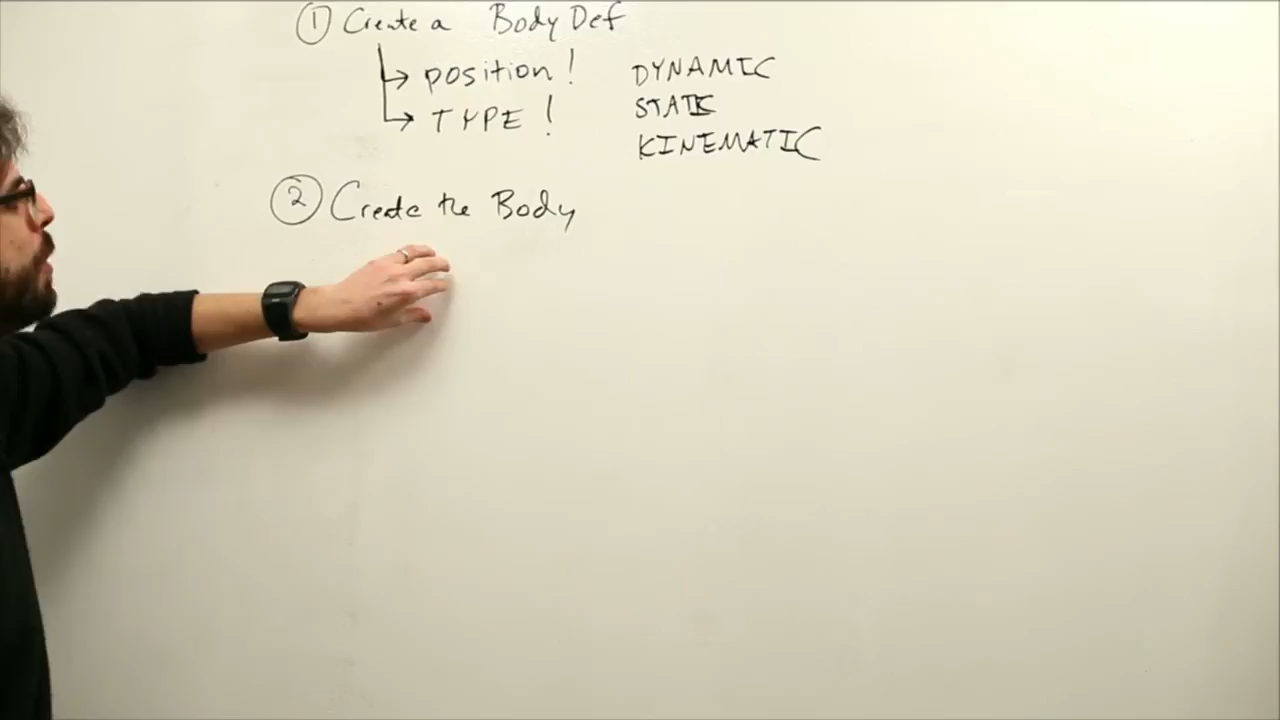 ① Create a Body Def
→ position! DYNAMIC
→ TYPE! STATIC
KINEMATIC
② Create the Body